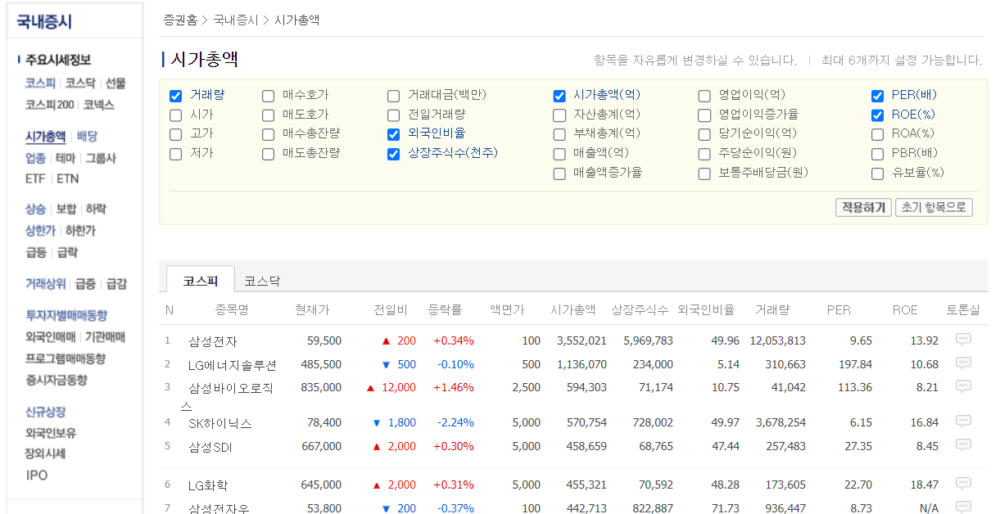 국내증시
주요시세정보
코스피 코스닥 선물
코스피200 코넥스
시가총액 배당
업종 테마 그룹사
ETF ETN
상승 보합 하락
상한가 하한가
급등 급락
거래상위 급증 급감
투자자별매매동향
외국인매매 기관매매
프로그램매매동향
증시자금동향
신규상장
외국인보유
장외시세
IPO
증권홈 > 국내증시 > 시가총액
시가총액 항목을 자유롭게 변경하실 수 있습니다. 최대 6개까지 설정 가능합니다.
거래량 매수호가 거래대금(백만) 시가총액(억) 영업이익(억) PER(배)
시가 매도호가 전일거래량 자산총계(억) 영업이익증가율 ROE(%)
고가 매수총잔량 외국인비율 부채총계(억) 당기순이익(억) ROA(%)
저가 매도총잔량 상장주식수(천주) 매출액(억) 주당순이익(원) PBR(배)
매출액증가율 보통주배당금(원) 유보율(%)
적용하기 초기 항목으로
코스피 코스닥
N 종목명 현재가 전일비 등락률 액면가 시가총액 상장주식수 외국인비율 거래량 PER ROE 토론실
1 삼성전자 59,500 ▲ 200 +0.34% 100 3,552,021 5,969,783 49.96 12,053,813 9.65 13.92
2 LG에너지솔루션 485,500 ▼ 500 -0.10% 500 1,136,070 234,000 5.14 310,663 197.84 10.68
3 삼성바이오로직 835,000 ▲ 12,000 +1.46% 2,500 594,303 71,174 10.75 41,042 113.36 8.21
스
4 SK하이닉스 78,400 ▼ 1,800 -2.24% 5,000 570,754 728,002 49.97 3,678,254 6.15 16.84
5 삼성SDI 667,000 ▲ 2,000 +0.30% 5,000 458,659 68,765 47.44 257,483 27.35 8.45
6 LG화학 645,000 ▲ 2,000 +0.31% 5,000 455,321 70,592 48.28 173,605 22.70 18.47
7 삼성전자우 53,800 ▼ 200 -0.37% 100 442,713 822,887 71.73 936,447 8.73 N/A